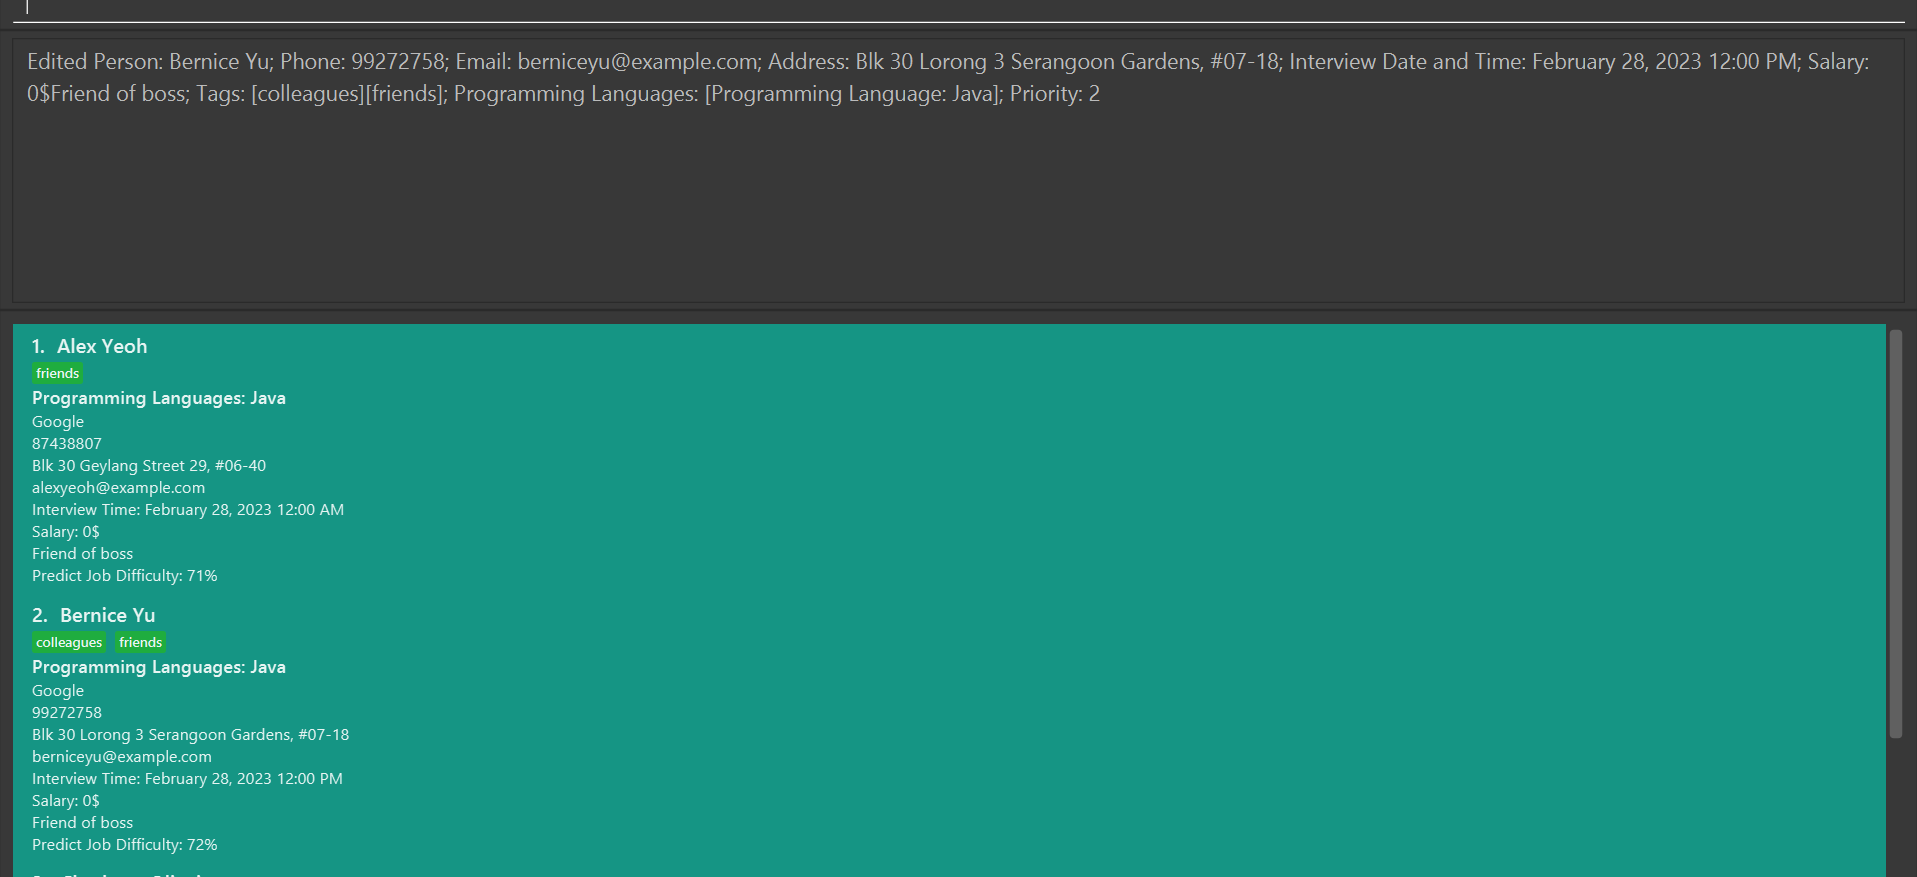 Edited Person: Bernice Yu; Phone: 99272758; Email: berniceyu@example.com; Address: Blk 30 Lorong 3 Serangoon Gardens, #07-18; Interview Date and Time: February 28, 2023 12:00 PM; Salary:
0$Friend of boss; Tags: [colleagues][friends]; Programming Languages: [Programming Language: Java]; Priority: 2
1. Alex Yeoh
friends
Programming Languages: Java
Google
87438807
Blk 30 Geylang Street 29, #06-40
alexyeoh@example.com
Interview Time: February 28, 2023 12:00 AM
Salary: 0$
Friend of boss
Predict Job Difficulty: 71%
2. Bernice Yu
colleagues friends
Programming Languages: Java
Google
99272758
Blk 30 Lorong 3 Serangoon Gardens, #07-18
berniceyu@example.com
Interview Time: February 28, 2023 12:00 PM
Salary: 0$
Friend of boss
Predict Job Difficulty: 72%